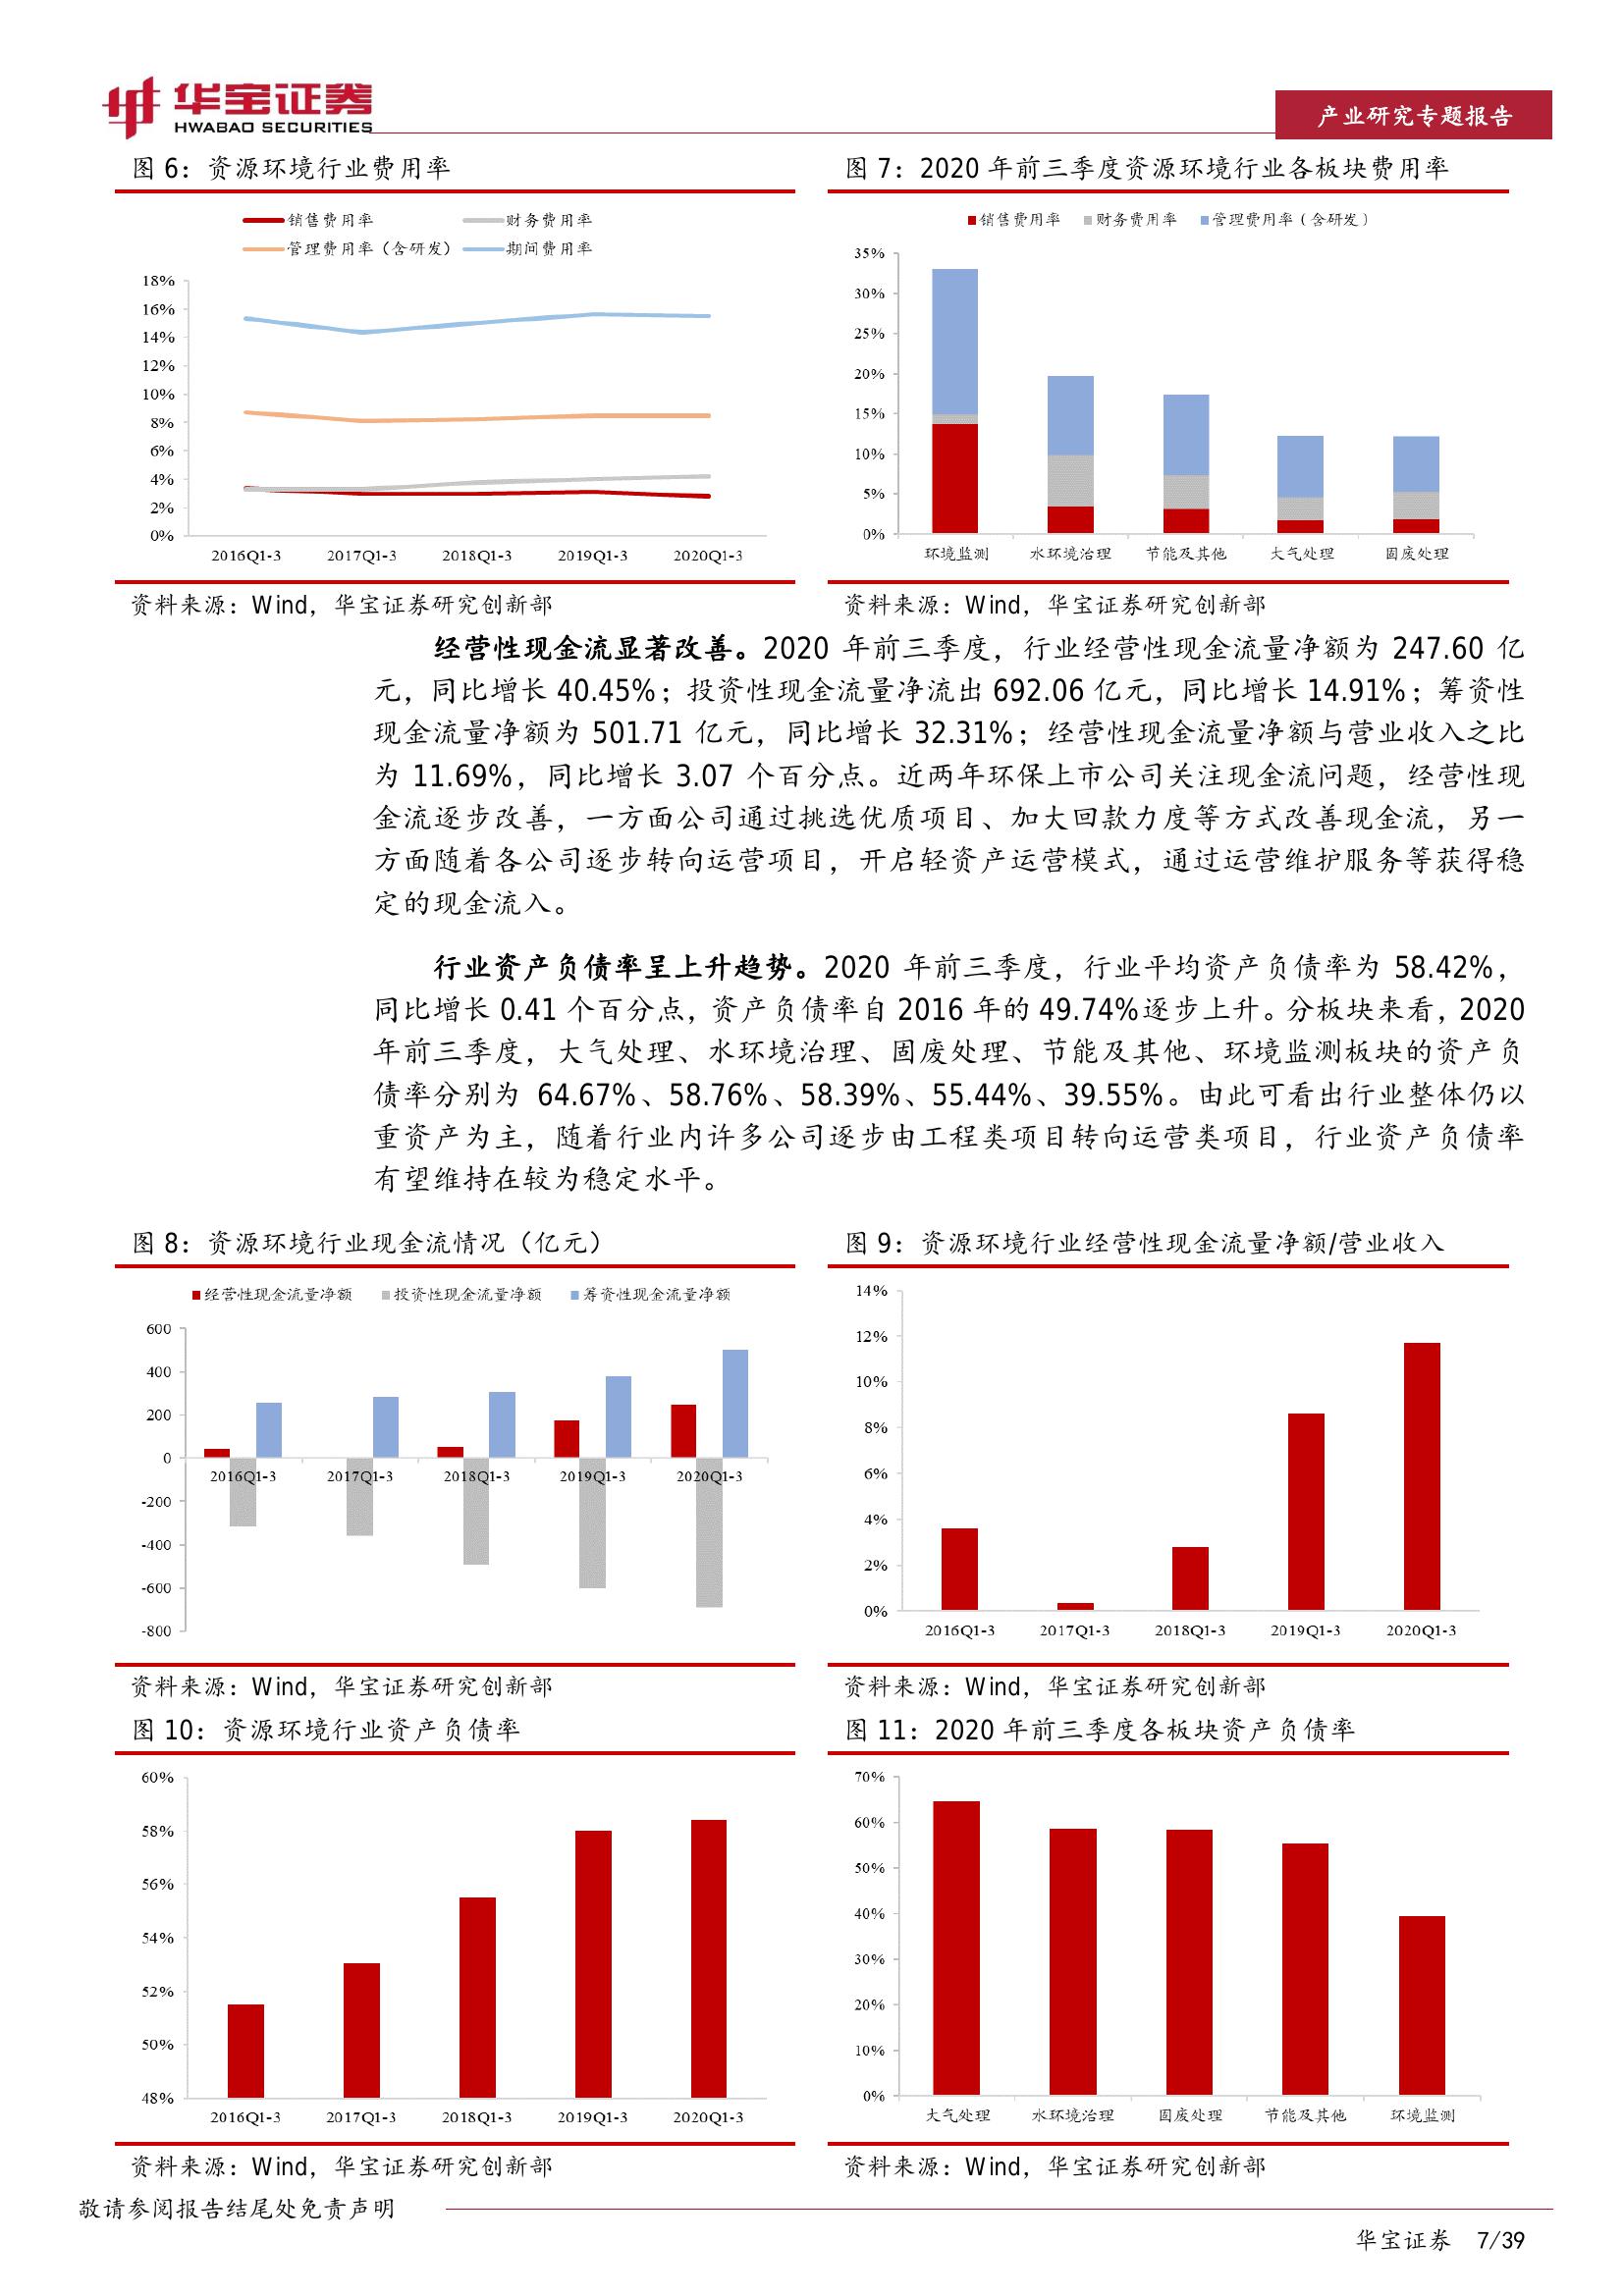 华宝证券
HWABAO SECURITIES
产业研究专题报告
图 6：资源环境行业费用率
销售费用率 财务费用率
管理费用率（含研发） 期间费用率
18%
16%
14%
12%
10%
8%
6%
4%
2%
0%
2016Q1-3 2017Q1-3 2018Q1-3 2019Q1-3 2020Q1-3
资料来源：Wind，华宝证券研究创新部
图 7：2020 年前三季度资源环境行业各板块费用率
销售费用率 财务费用率 管理费用率（含研发）
35%
30%
25%
20%
15%
10%
5%
0%
环境监测 水环境治理 节能及其他 大气处理 固废处理
资料来源：Wind，华宝证券研究创新部
经营性现金流显著改善。2020 年前三季度，行业经营性现金流量净额为 247.60 亿
元，同比增长 40.45%；投资性现金流量净流出 692.06 亿元，同比增长 14.91%；筹资性
现金流量净额为 501.71 亿元，同比增长 32.31%；经营性现金流量净额与营业收入之比
为 11.69%，同比增长 3.07 个百分点。近两年环保上市公司关注现金流问题，经营性现
金流逐步改善，一方面公司通过挑选优质项目、加大回款力度等方式改善现金流，另一
方面随着各公司逐步转向运营项目，开启轻资产运营模式，通过运营维护服务等获得稳
定的现金流入。
行业资产负债率呈上升趋势。2020 年前三季度，行业平均资产负债率为 58.42%，
同比增长 0.41 个百分点，资产负债率自 2016 年的 49.74%逐步上升。分板块来看，2020
年前三季度，大气处理、水环境治理、固废处理、节能及其他、环境监测板块的资产负
债率分别为 64.67%、58.76%、58.39%、55.44%、39.55%。由此可看出行业整体仍以
重资产为主，随着行业内许多公司逐步由工程类项目转向运营类项目，行业资产负债率
有望维持在较为稳定水平。
图 8：资源环境行业现金流情况（亿元）
经营性现金流量净额 投资性现金流量净额 筹资性现金流量净额
600
400
200
0
-200
-400
-600
-800
2016Q1-3 2017Q1-3 2018Q1-3 2019Q1-3 2020Q1-3
资料来源：Wind，华宝证券研究创新部
图 9：资源环境行业经营性现金流量净额/营业收入
14%
12%
10%
8%
6%
4%
2%
0%
2016Q1-3 2017Q1-3 2018Q1-3 2019Q1-3 2020Q1-3
资料来源：Wind，华宝证券研究创新部
图 10：资源环境行业资产负债率
60%
58%
56%
54%
52%
50%
48%
2016Q1-3 2017Q1-3 2018Q1-3 2019Q1-3 2020Q1-3
资料来源：Wind，华宝证券研究创新部
图 11：2020 年前三季度各板块资产负债率
70%
60%
50%
40%
30%
20%
10%
0%
大气处理 水环境治理 固废处理 节能及其他 环境监测
资料来源：Wind，华宝证券研究创新部
敬请参阅报告结尾处免责声明
华宝证券 7/39